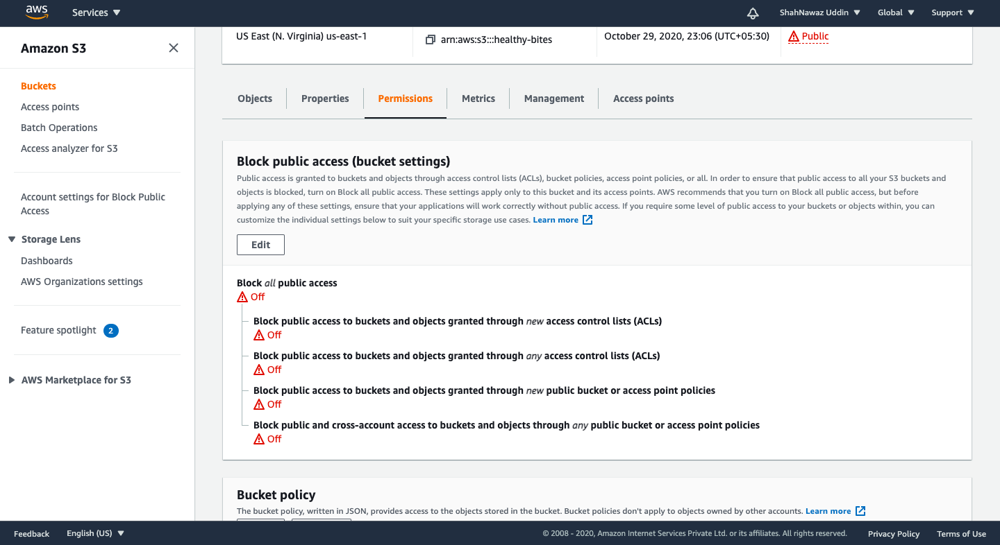 aws Services ShahNawaz Uddin Global Support
Amazon S3
Buckets
Access points
Batch Operations
Access analyzer for S3
Account settings for Block Public
Access
Storage Lens
Dashboards
AWS Organizations settings
Feature spotlight 2
AWS Marketplace for S3
US East (N. Virginia) us-east-1 arn:aws:s3:::healthy-bites October 29, 2020, 23:06 (UTC+05:30) Public
Objects Properties Permissions Metrics Management Access points
Block public access (bucket settings)
Public access is granted to buckets and objects through access control lists (ACLs), bucket policies, access point policies, or all. In order to ensure that public access to all your S3 buckets and
objects is blocked, turn on Block all public access. These settings apply only to this bucket and its access points. AWS recommends that you turn on Block all public access, but before
applying any of these settings, ensure that your applications will work correctly without public access. If you require some level of public access to your buckets or objects within, you can
customize the individual settings below to suit your specific storage use cases. Learn more
Edit
Block all public access
Off
Block public access to buckets and objects granted through new access control lists (ACLs)
Off
Block public access to buckets and objects granted through any access control lists (ACLs)
Off
Block public access to buckets and objects granted through new public bucket or access point policies
Off
Block public and cross-account access to buckets and objects through any public bucket or access point policies
Off
Bucket policy
The bucket policy, written in JSON, provides access to the objects stored in the bucket. Bucket policies don't apply to objects owned by other accounts. Learn more
Feedback English (US) © 2008 - 2020, Amazon Internet Services Private Ltd. or its affiliates. All rights reserved. Privacy Policy Terms of Use